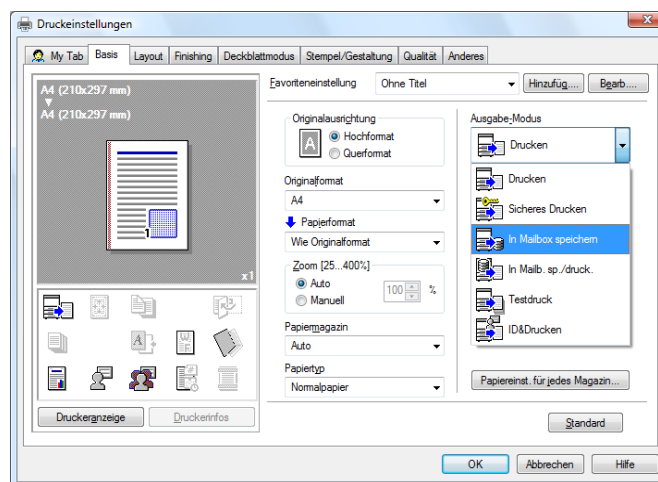 Druckeinstellungen
My Tab Basis Layout Finishing Deckblattmodus Stempel/Gestaltung Qualität Anderes
A4 (210x297 mm)
A4 (210x297 mm)
1
x1
Druckeranzeige Druckerinfos
Favoriteneinstellung Ohne Titel Hinzufüg.... Bearb....
Originalausrichtung
A
Hochformat
Querformat
Originalformat
A4
Papierformat
Wie Originalformat
Zoom [25...400%]
Auto
Manuell
100 %
Papiermagazin
Auto
Papiertyp
Normalpapier
Ausgabe-Modus
Drucken
Drucken
Sicheres Drucken
In Mailbox speichern
In Mailb. sp./druck.
Testdruck
ID&Drucken
Papiereinst. für jedes Magazin...
Standard
OK Abbrechen Hilfe